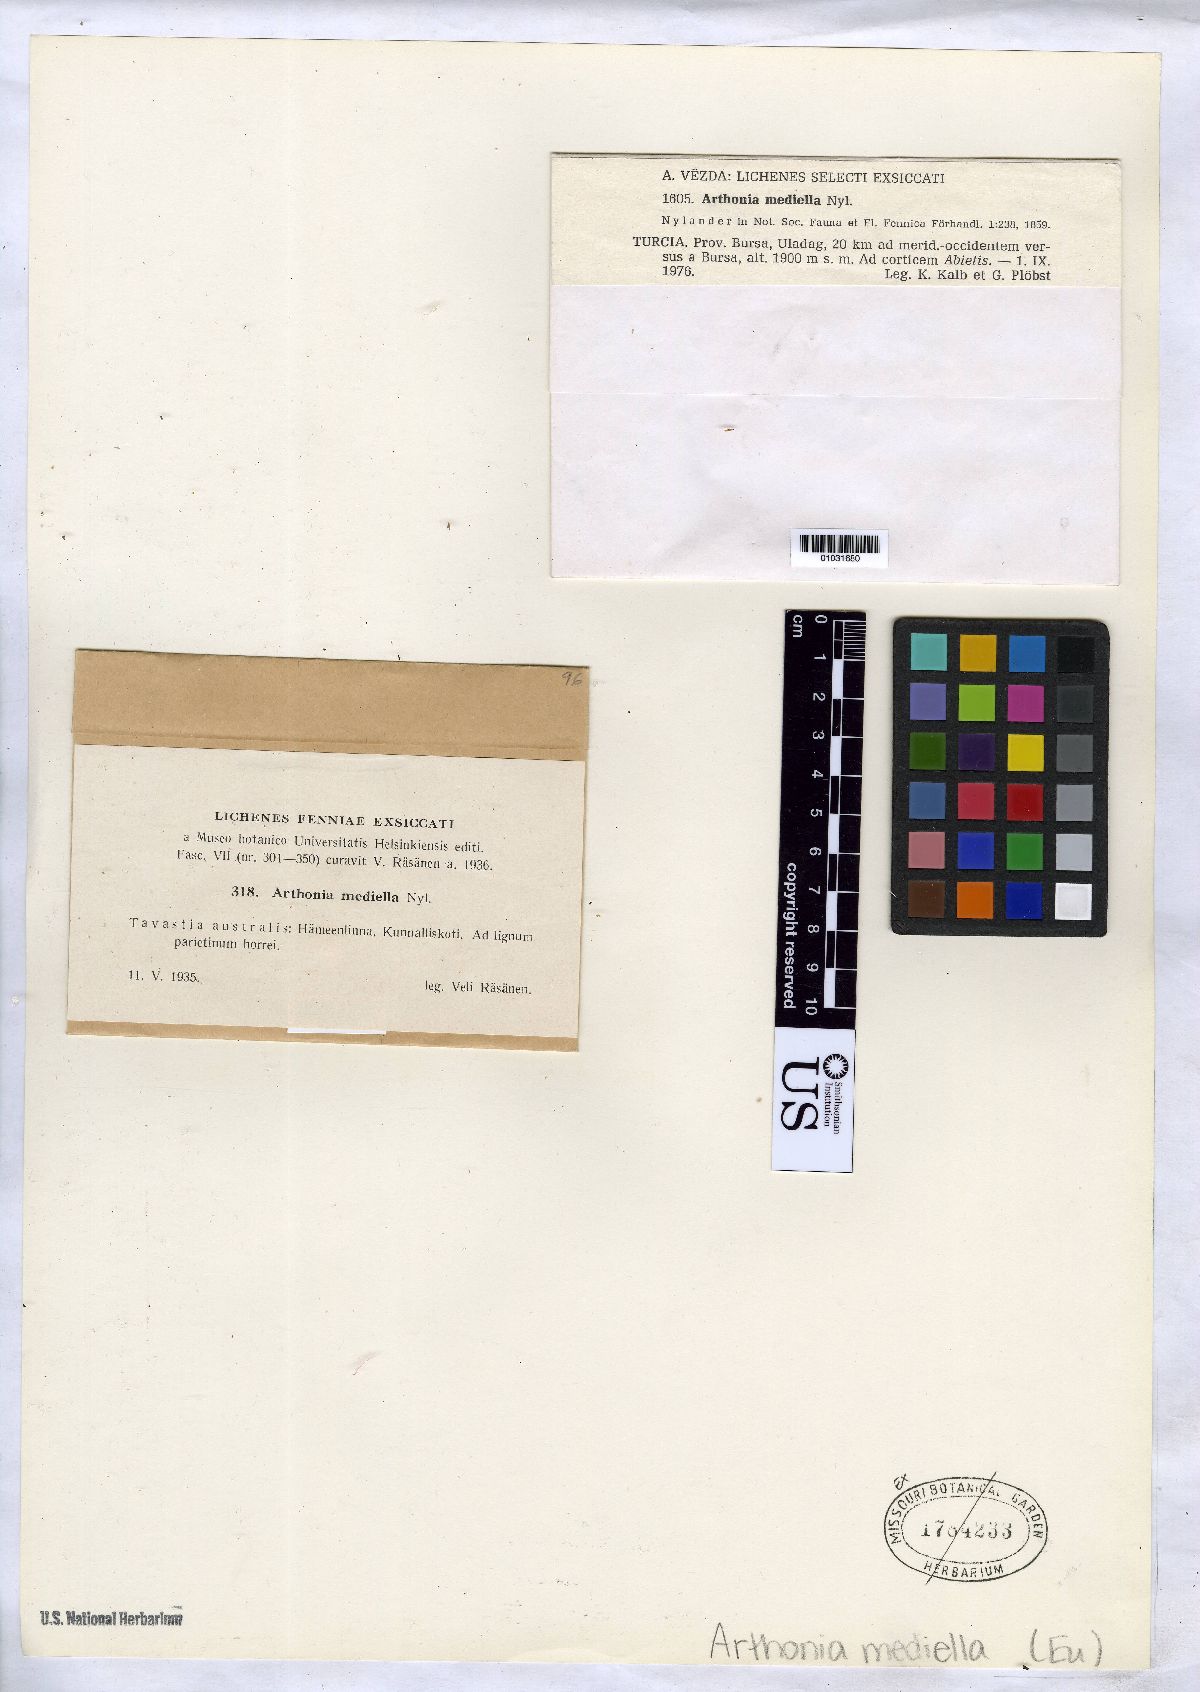 A. VĚZDA: LICHENES SELECTI EXSICCATI
1605. Arthonia mediella Nyl.
Nylander in Not. Soc. Fauna et Fl. Fennica Förhandl. 1:238, 1859.
TURCIA. Prov. Bursa, Uladag, 20 km ad merid.-occidentem ver-
sus a Bursa, alt. 1900 m s. m. Ad corticem Abietis. — 1. IX.
1976. Leg. K. Kalb et G. Plöbst
01031650
96
LICHENES FENNIAE EXSICCATI
a Museo botanico Universitatis Helsinkiensis editi.
Fasc. VII (nr. 301—350) curavit V. Räsänen a. 1936.
318. Arthonia mediella Nyl.
Tavastia australis: Hämeenlinna, Kunnalliskoti. Ad lignum
parietinum horrei.
11. V. 1935.
leg. Veli Räsänen.
0 1 2 3 4 5 6 7 8 9 10
cm
copyright reserved
US
Smithsonian
Institution
Ex
MISSOURI BOTANICAL GARDEN
1764233
HERBARIUM
U.S. National Herbarium
Arthonia mediella (Eu)